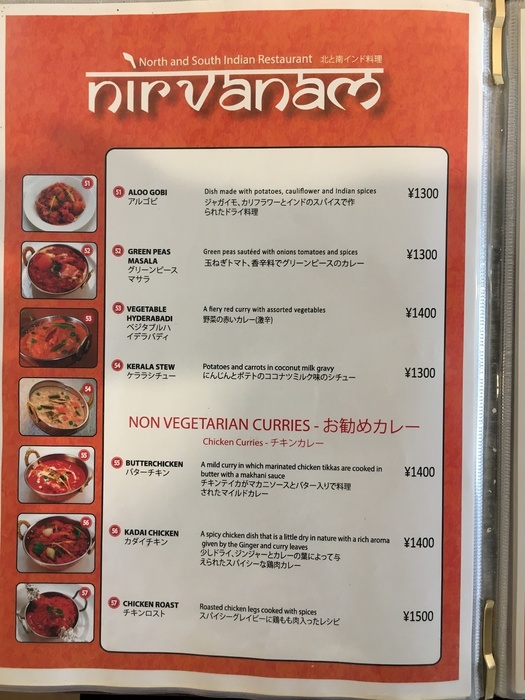 North and South Indian Restaurant 北と南インド料理
nirvanam
51 ALOO GOBI
アルゴビ
Dish made with potatoes, cauliflower and Indian spices
ジャガイモ、カリフラワーとインドのスパイスで作
られたドライ料理
¥1300
52 GREEN PEAS
MASALA
グリーンピース
マサラ
Green peas sautéed with onions tomatoes and spices
玉ねぎトマト、香辛料でグリーンピースのカレー
¥1300
53 VEGETABLE
HYDERABADI
ベジタブルハ
イデラバディ
A fiery red curry with assorted vegetables
野菜の赤いカレー(激辛)
¥1400
54 KERALA STEW
ケララシチュー
Potatoes and carrots in coconut milk gravy
にんじんとポテトのココナツミルク味のシチュー
¥1300
NON VEGETARIAN CURRIES - お勧めカレー
Chicken Curries - チキンカレー
55 BUTTERCHICKEN
バターチキン
A mild curry in which marinated chicken tikkas are cooked in
butter with a makhani sauce
チキンテイカがマカニソースとバター入りで料理
されたマイルドカレー
¥1400
56 KADAI CHICKEN
カダイチキン
A spicy chicken dish that is a little dry in nature with a rich aroma
given by the Ginger and curry leaves
少しドライ、ジンジャーとカレーの葉によって与
えられたスパイシーな鶏肉カレー
¥1400
57 CHICKEN ROAST
チキンロスト
Roasted chicken legs cooked with spices
スパイシーグレイビーに鶏もも肉入ったレシピ
¥1500
51
52
53
54
55
56
57